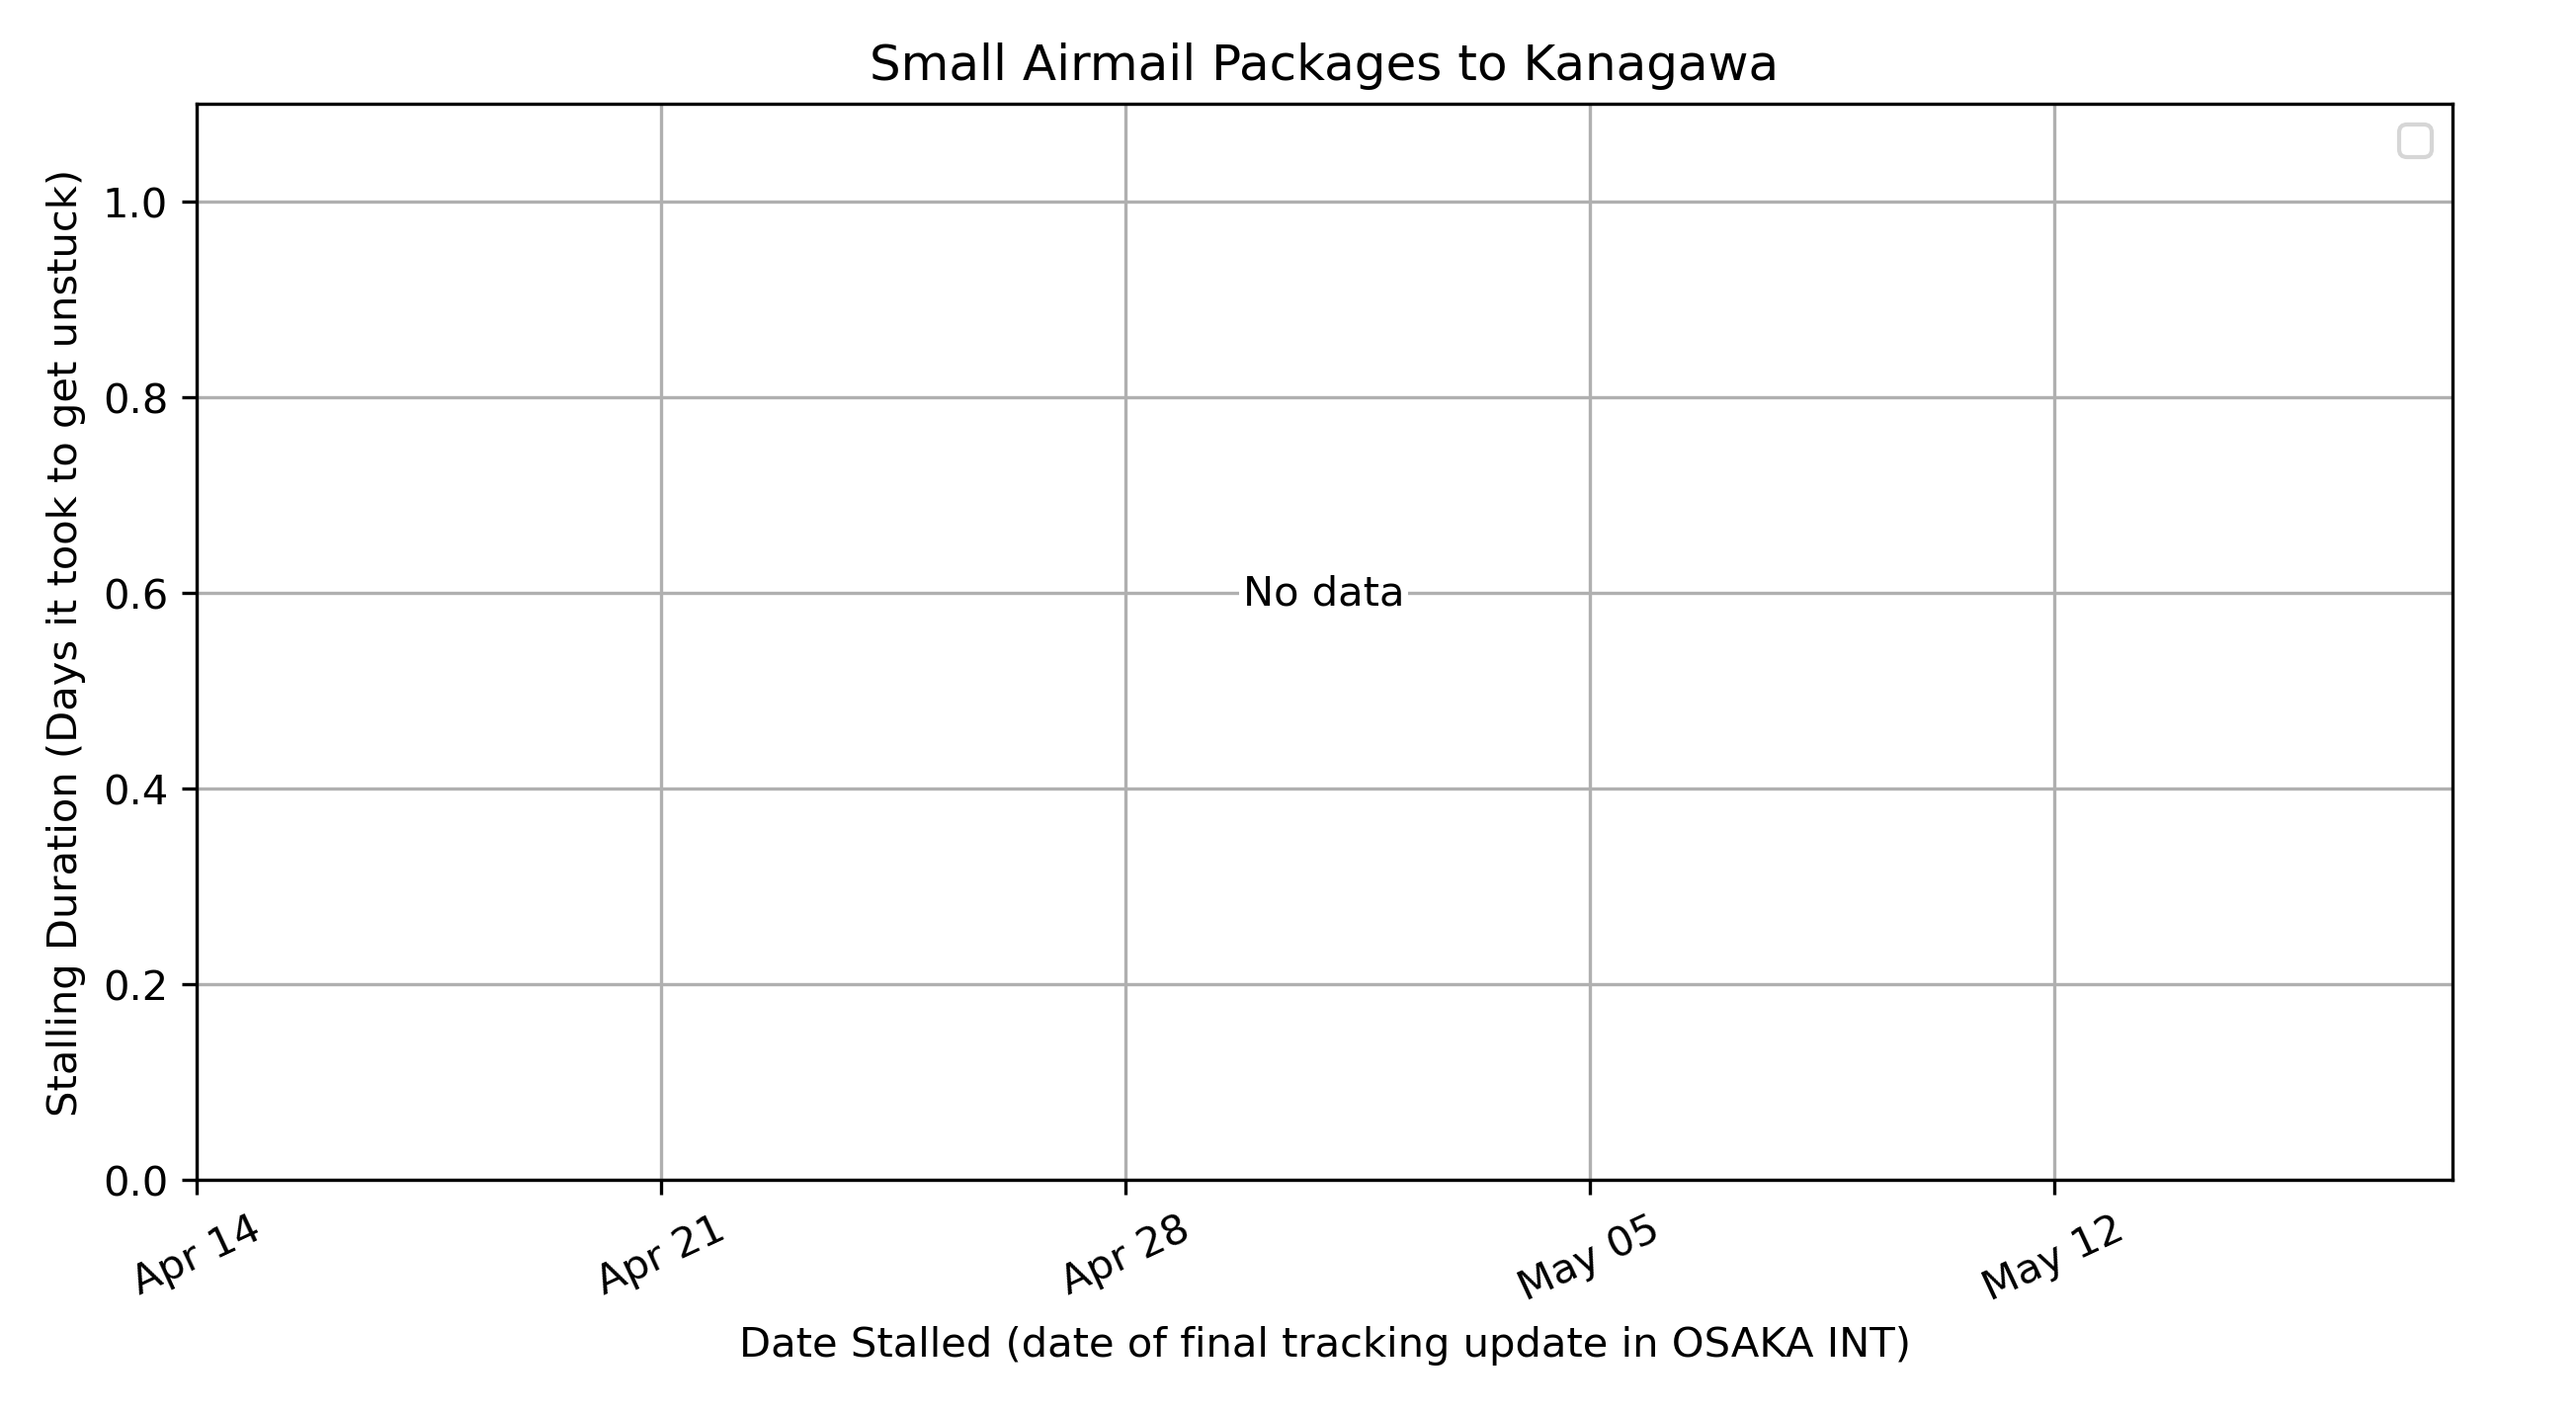 Small Airmail Packages to Kanagawa
Stalling Duration (Days it took to get unstuck)
1.0
0.8
0.6
0.4
0.2
0.0
No data
Apr 14
Apr 21
Apr 28
May 05
May 12
Date Stalled (date of final tracking update in OSAKA INT)